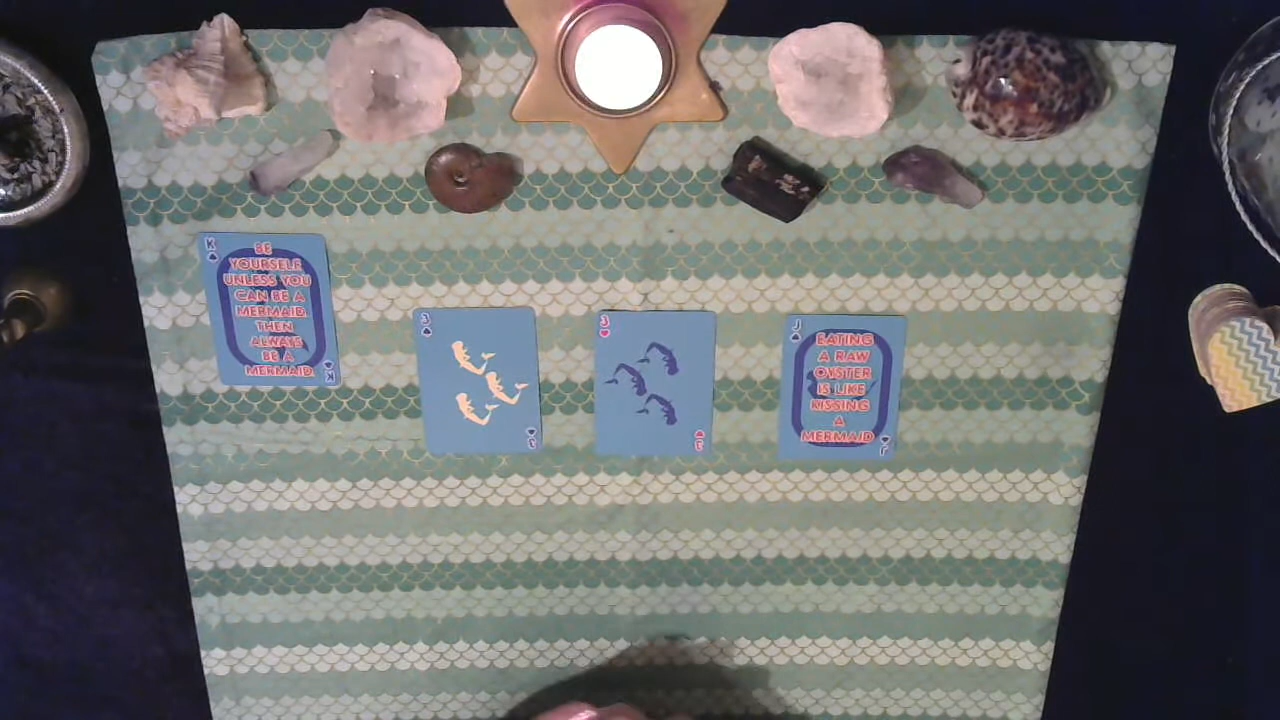 K
BE
YOURSELF,
UNLESS YOU
CAN BE A
MERMAID.
THEN
ALWAYS
BE A
MERMAID
K
3
3
3
3
J
EATING
A RAW
OYSTER
IS LIKE
KISSING
A
MERMAID
J